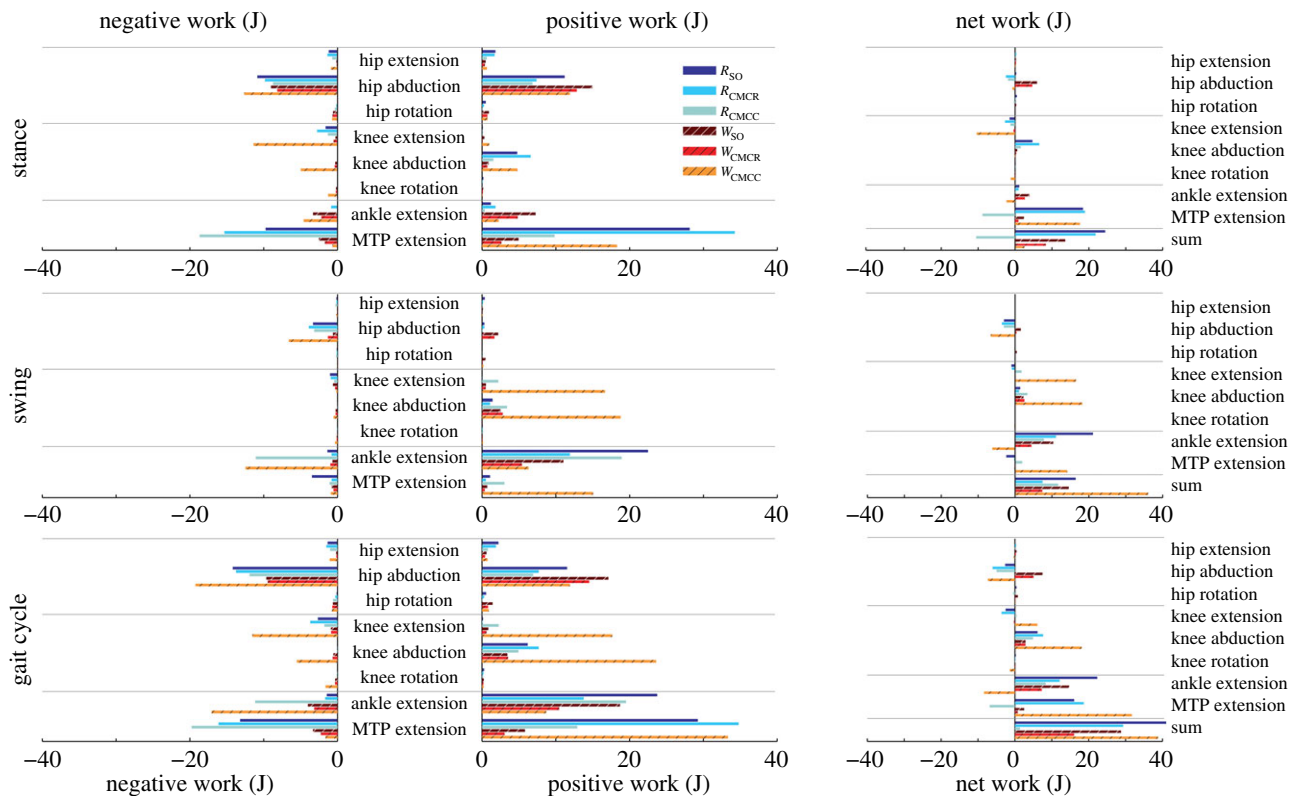 negative work (J) positive work (J) net work (J)
stance
hip extension
hip abduction
hip rotation
knee extension
knee abduction
knee rotation
ankle extension
MTP extension
R_SO
R_CMCR
R_CMCC
W_SO
W_CMCR
W_CMCC
hip extension
hip abduction
hip rotation
knee extension
knee abduction
knee rotation
ankle extension
MTP extension
sum
−40 −20 0 0 20 40 −40 −20 0 20 40
swing
hip extension
hip abduction
hip rotation
knee extension
knee abduction
knee rotation
ankle extension
MTP extension
hip extension
hip abduction
hip rotation
knee extension
knee abduction
knee rotation
ankle extension
MTP extension
sum
−40 −20 0 0 20 40 −40 −20 0 20 40
gait cycle
hip extension
hip abduction
hip rotation
knee extension
knee abduction
knee rotation
ankle extension
MTP extension
hip extension
hip abduction
hip rotation
knee extension
knee abduction
knee rotation
ankle extension
MTP extension
sum
−40 −20 0 0 20 40 −40 −20 0 20 40
negative work (J) positive work (J) net work (J)